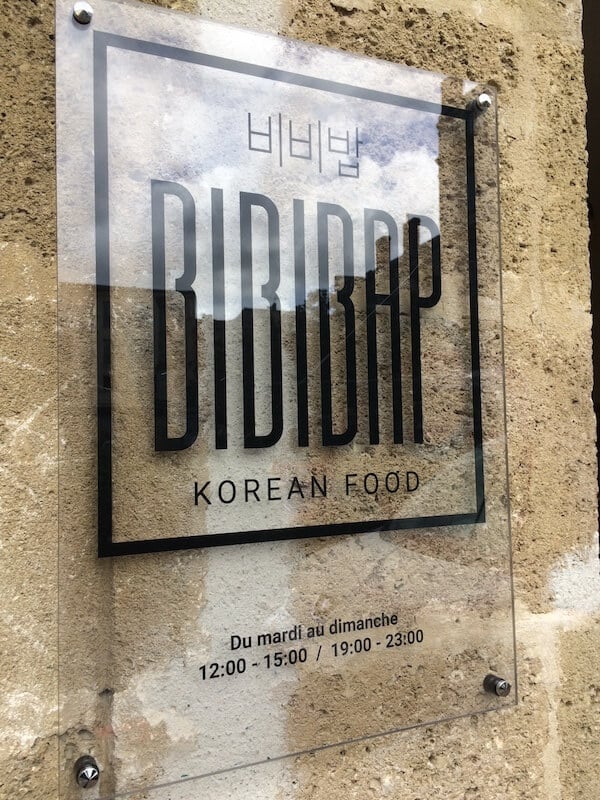 비비밥
BIBIBAP
KOREAN FOOD
Du mardi au dimanche
12:00 - 15:00 / 19:00 - 23:00